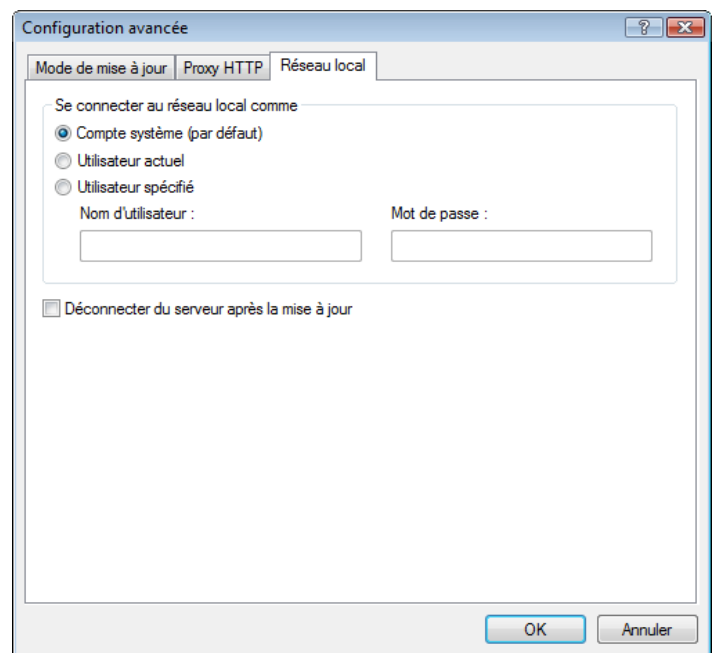 Configuration avancée
?
Mode de mise à jour Proxy HTTP Réseau local
Se connecter au réseau local comme
Compte système (par défaut)
Utilisateur actuel
Utilisateur spécifié
Nom d'utilisateur : Mot de passe :
Déconnecter du serveur après la mise à jour
OK Annuler